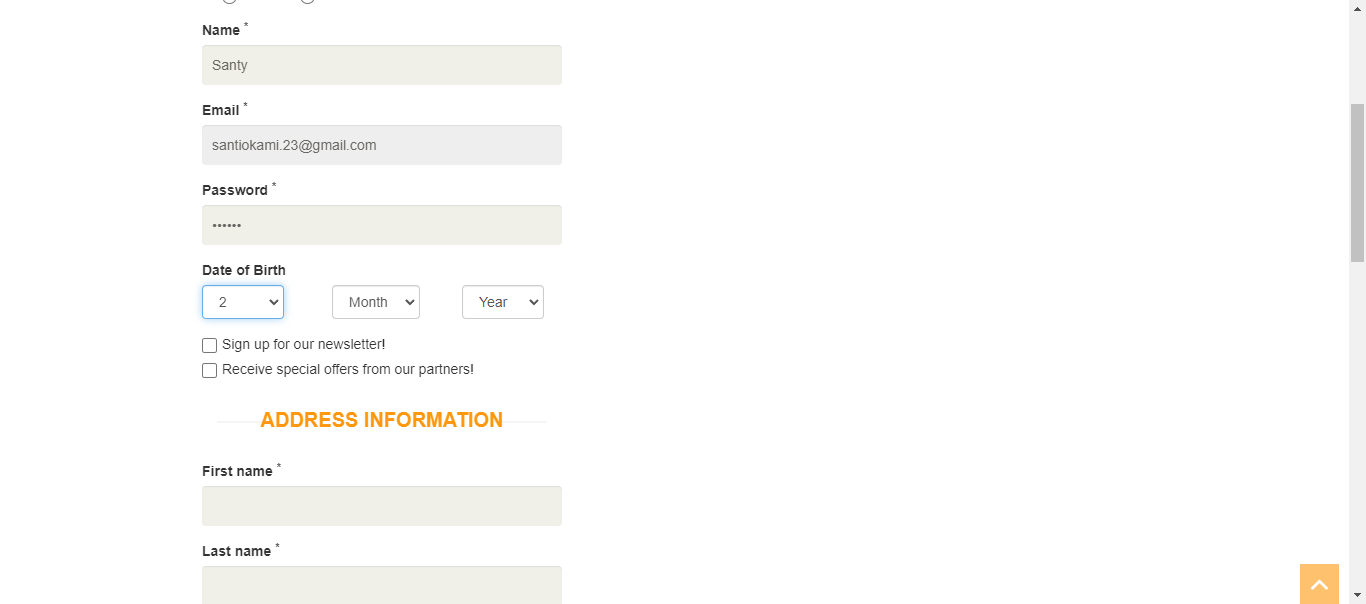 Name *
Santy
Email *
santiokami.23@gmail.com
Password *
••••••
Date of Birth
2 Month Year
Sign up for our newsletter!
Receive special offers from our partners!
ADDRESS INFORMATION
First name *
Last name *